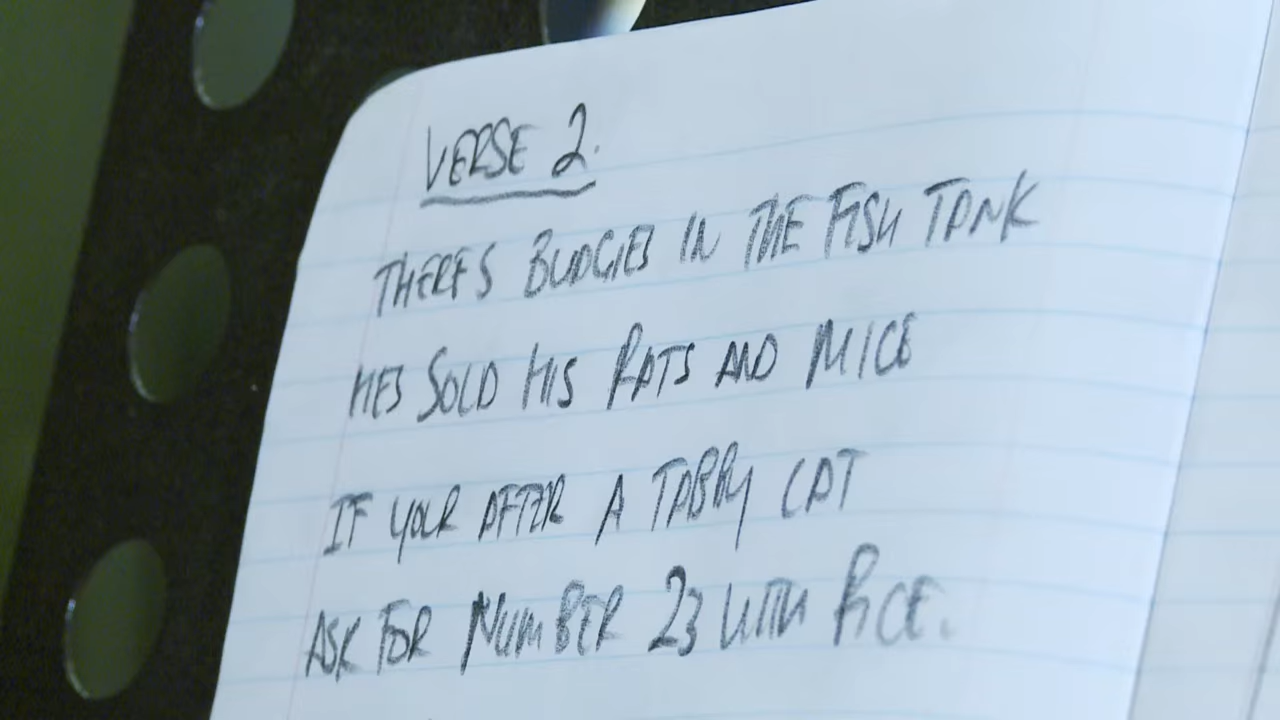 VERSE 2.
THERES BUDGIES IN THE FISH TANK
HES SOLD HIS RATS AND MICE
IF YOUR AFTER A TABBY CAT
ASK FOR NUMBER 23 WITH RICE.